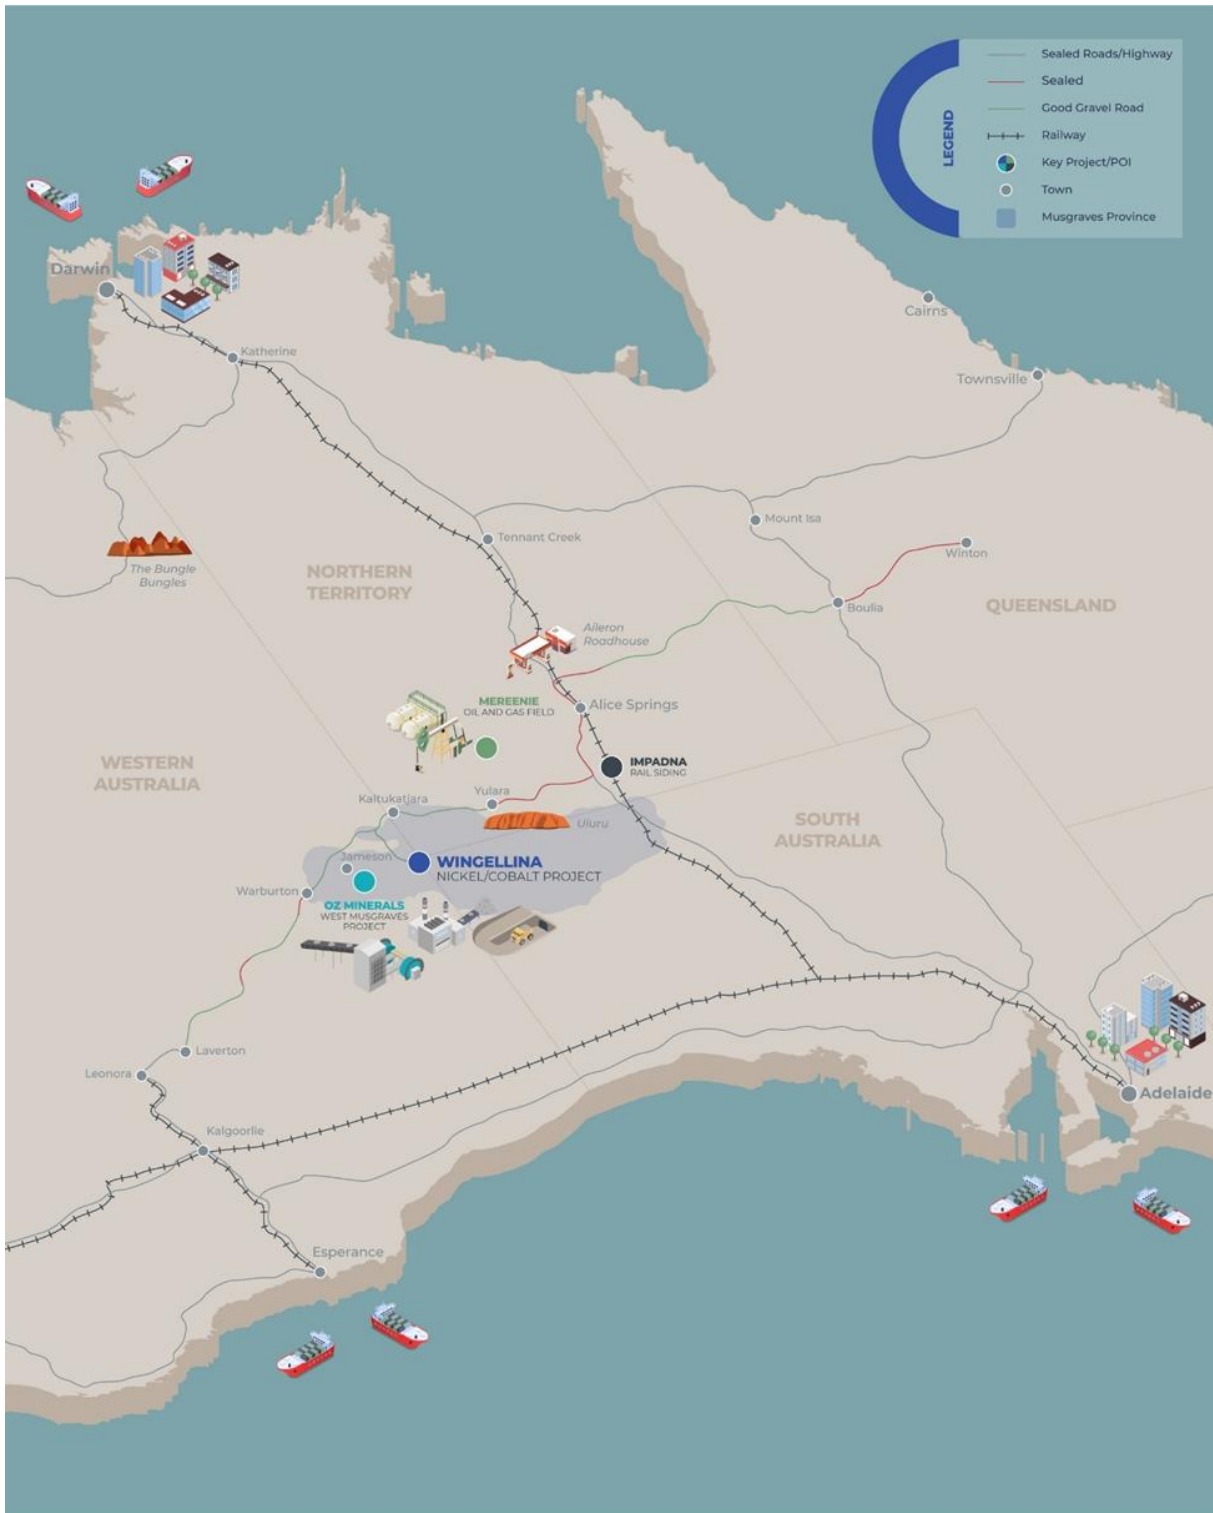 LEGEND
Sealed Roads/Highway
Sealed
Good Gravel Road
Railway
Key Project/POI
Town
Musgraves Province
Darwin
Cairns
Katherine
Townsville
Mount Isa
Tennant Creek
Winton
The Bungle
Bungles
NORTHERN
TERRITORY
QUEENSLAND
Boulia
Aileron
Roadhouse
MEREENIE
OIL AND GAS FIELD
Alice Springs
WESTERN
AUSTRALIA
IMPADNA
RAIL SIDING
Yulara
Kaltukatjara
Uluru
SOUTH
AUSTRALIA
Jameson
WINGELLINA
NICKEL/COBALT PROJECT
Warburton
OZ MINERALS
WEST MUSGRAVES
PROJECT
Laverton
Leonora
Adelaide
Kalgoorlie
Esperance